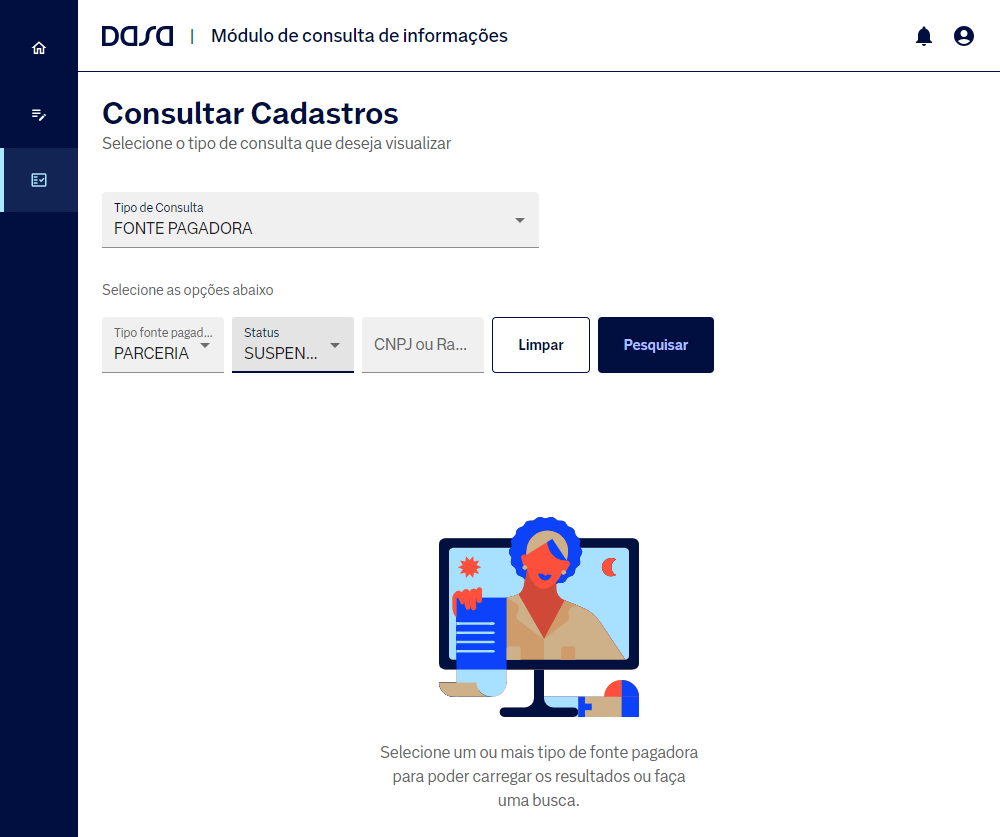 Dasa | Módulo de consulta de informações
Consultar Cadastros
Selecione o tipo de consulta que deseja visualizar
Tipo de Consulta
FONTE PAGADORA
Selecione as opções abaixo
Tipo fonte pagad...
PARCERIA
Status
SUSPEN...
CNPJ ou Ra...
Limpar
Pesquisar
Selecione um ou mais tipo de fonte pagadora
para poder carregar os resultados ou faça
uma busca.